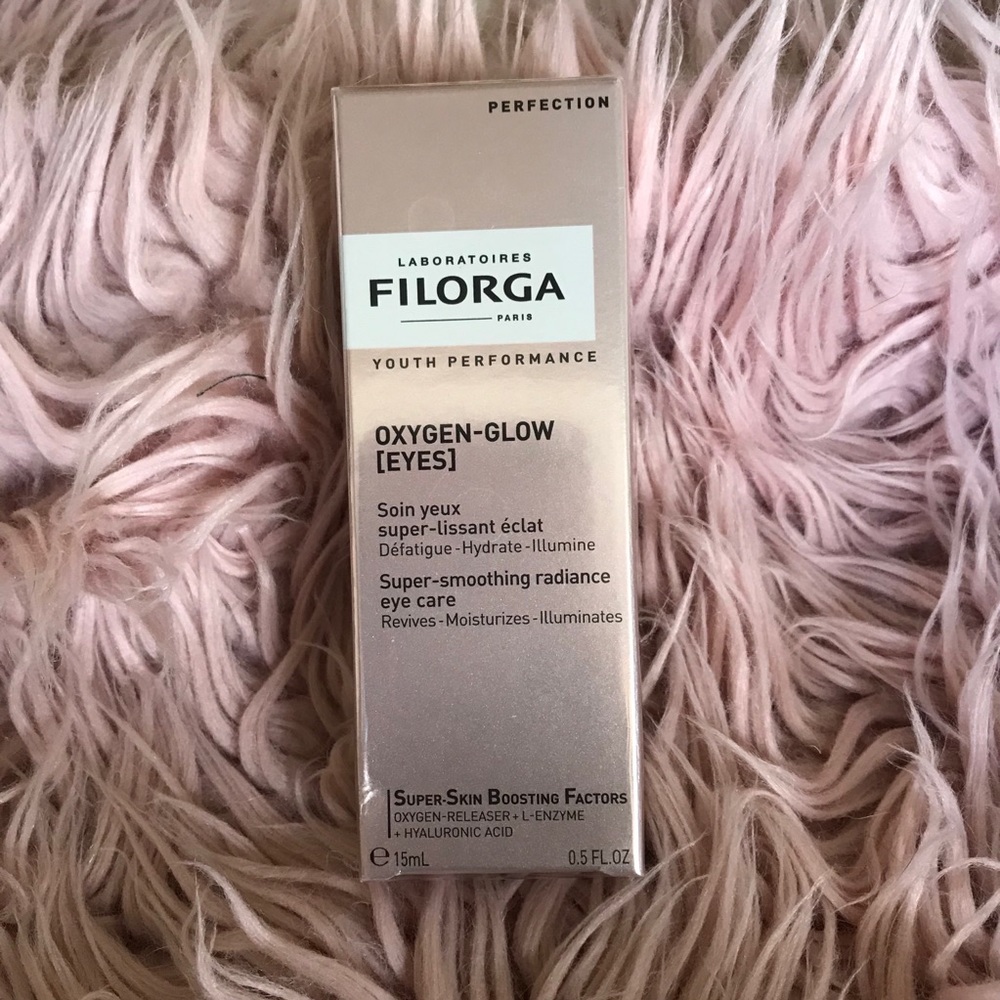 PERFECTION
LABORATOIRES
FILORGA
PARIS
YOUTH PERFORMANCE
OXYGEN-GLOW
[EYES]
Soin yeux
super-lissant éclat
Défatigue-Hydrate-Illumine
Super-smoothing radiance
eye care
Revives-Moisturizes-Illuminates
SUPER-SKIN BOOSTING FACTORS
OXYGEN-RELEASER + L-ENZYME
+ HYALURONIC ACID
℮ 15mL 0.5 FL.OZ